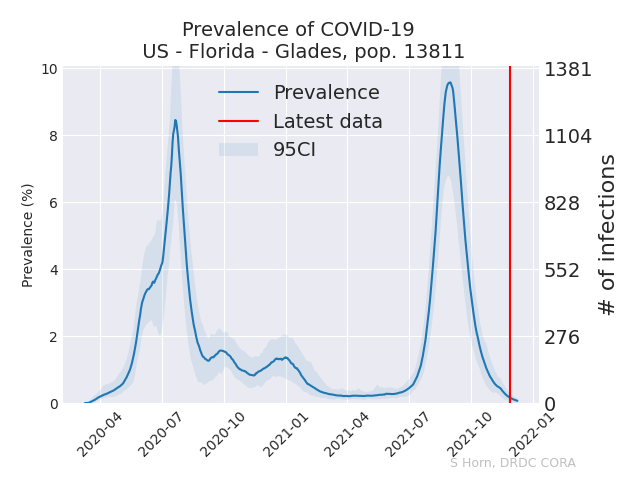 Prevalence of COVID-19
US - Florida - Glades, pop. 13811
Prevalence
Latest data
95CI
Prevalence (%)
10
8
6
4
2
0
1381
1104
828
552
276
0
# of infections
2020-04
2020-07
2020-10
2021-01
2021-04
2021-07
2021-10
2022-01
S Horn, DRDC CORA